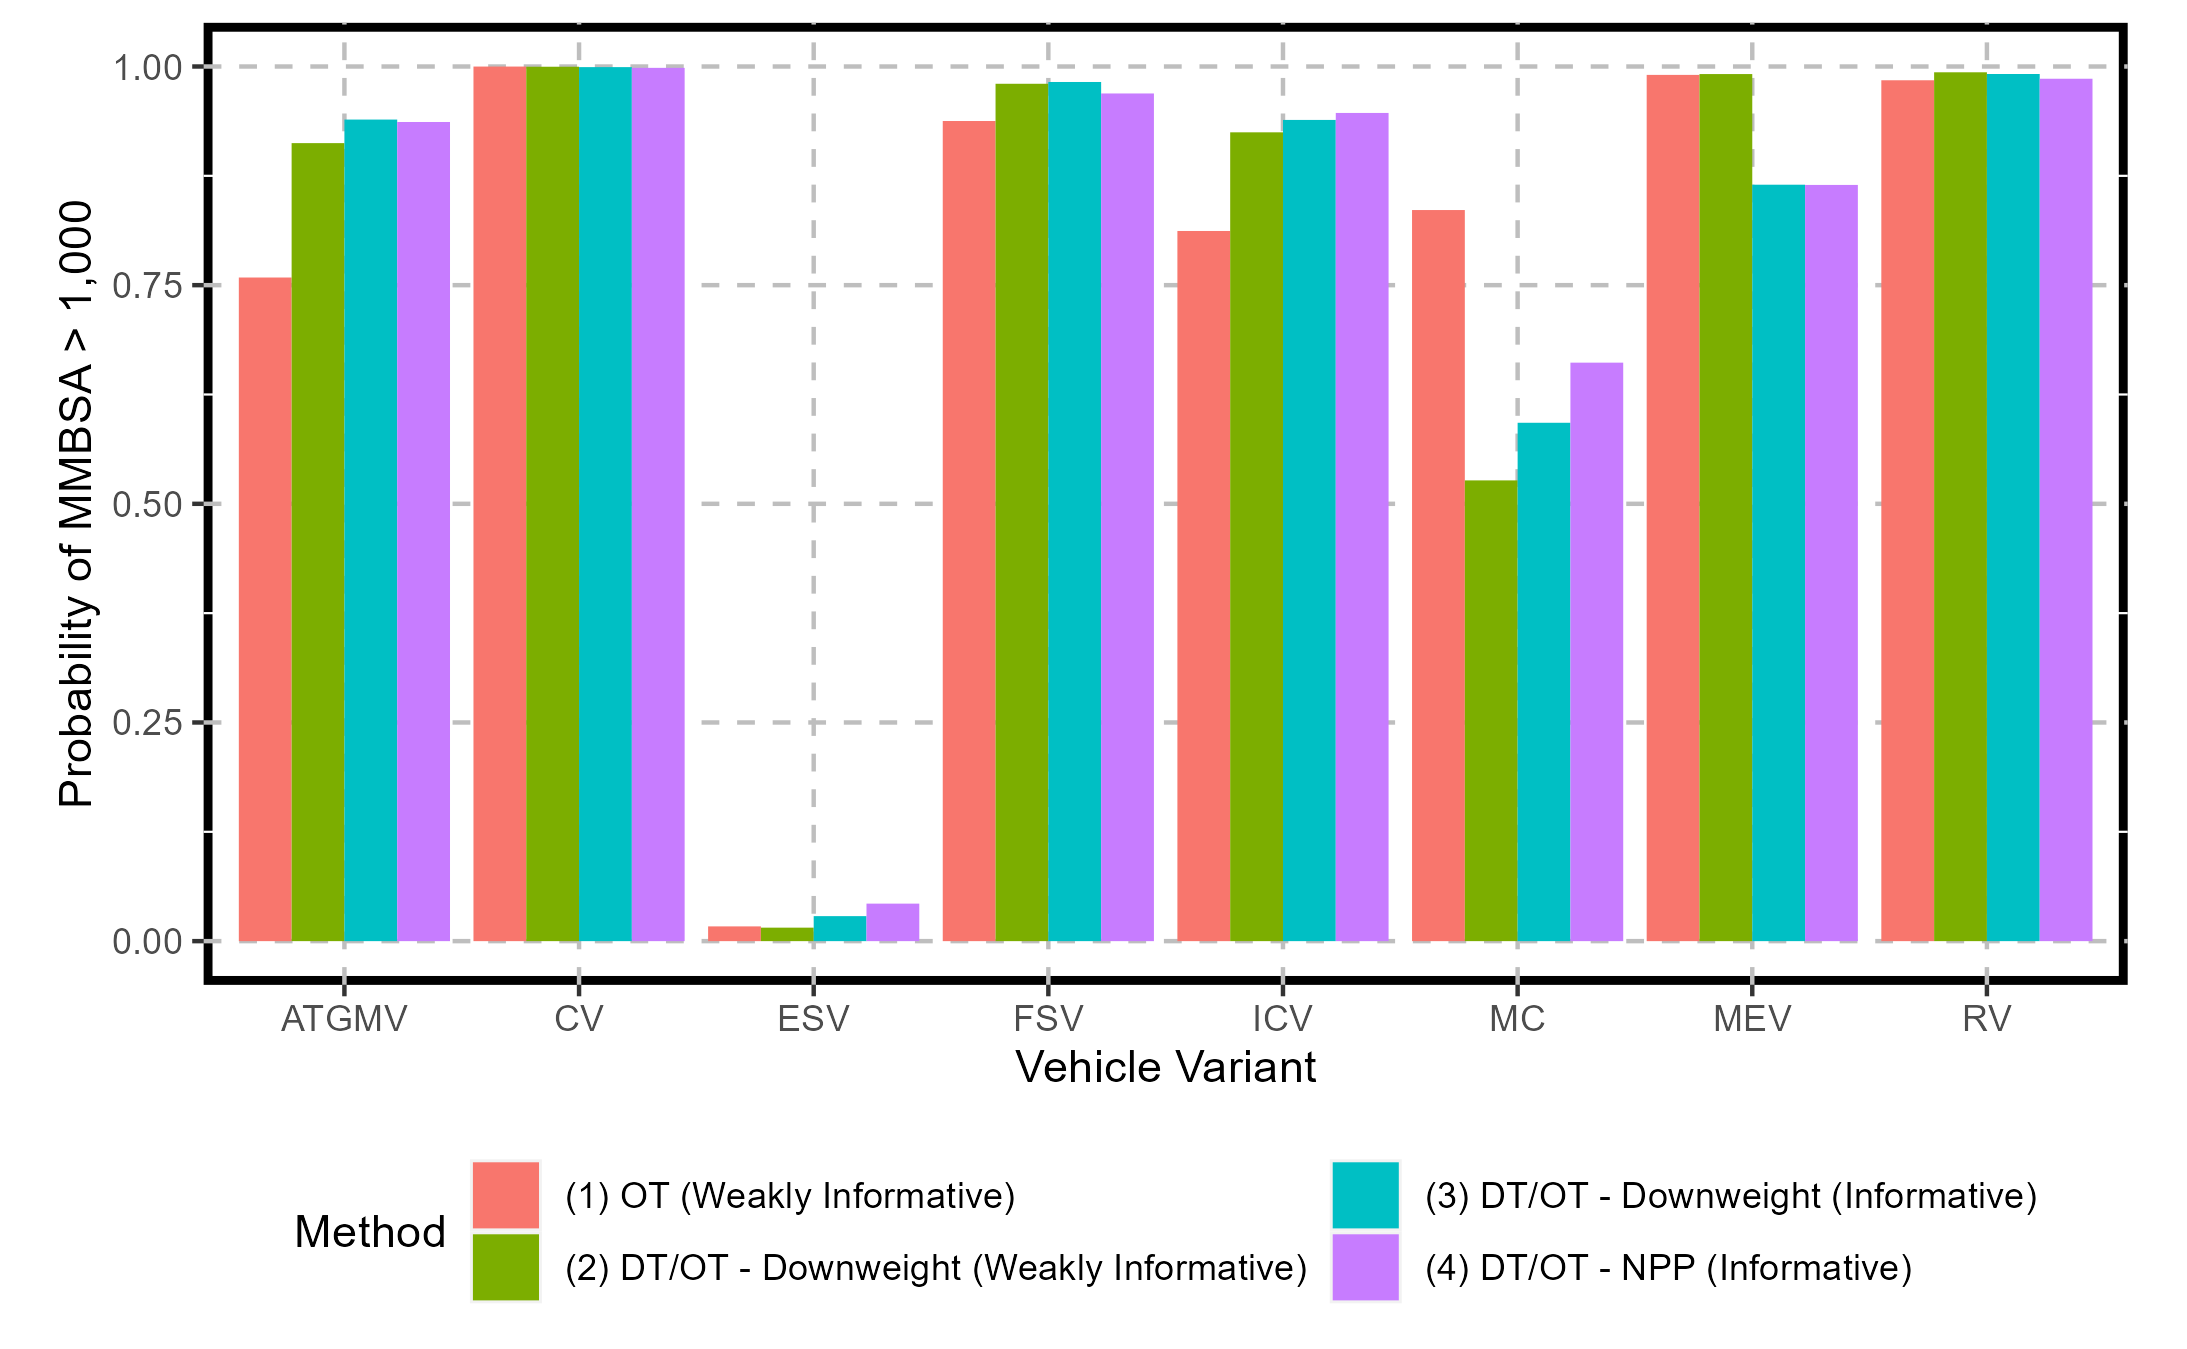 Probability of MMBSA > 1,000
1.00
0.75
0.50
0.25
0.00
ATGMV CV ESV FSV ICV MC MEV RV
Vehicle Variant
Method
(1) OT (Weakly Informative)
(2) DT/OT - Downweight (Weakly Informative)
(3) DT/OT - Downweight (Informative)
(4) DT/OT - NPP (Informative)